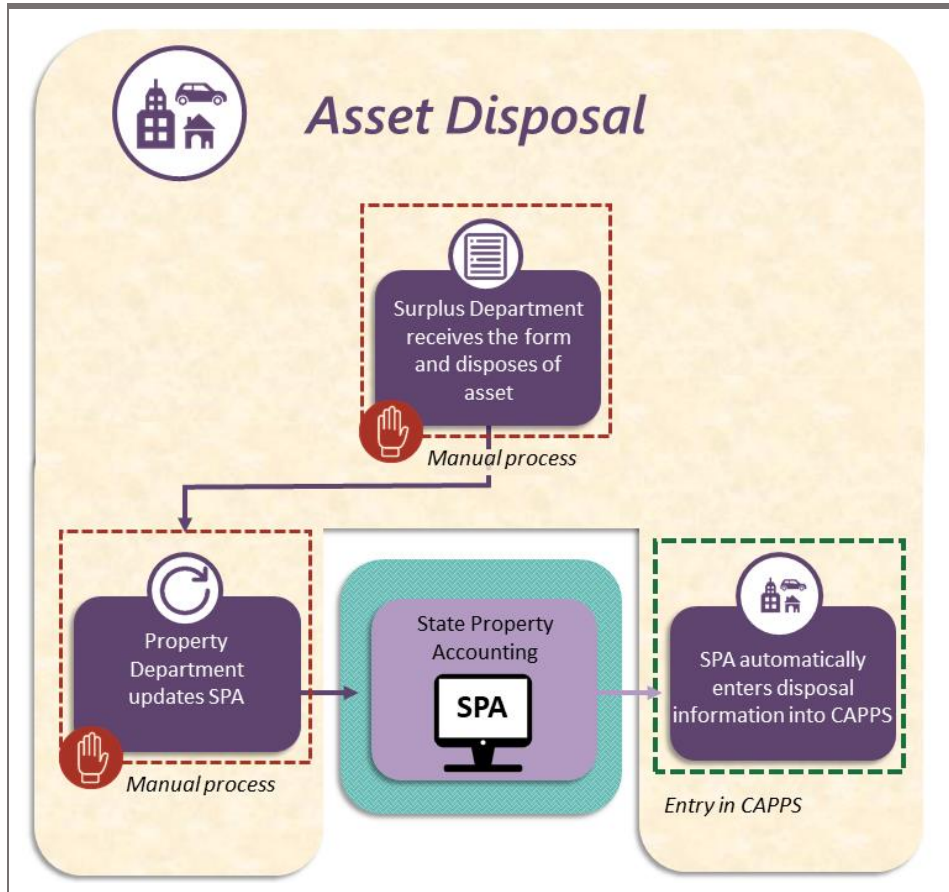 Asset Disposal
Surplus Department
receives the form
and disposes of
asset
Manual process
Property
Department
updates SPA
Manual process
State Property
Accounting
SPA
SPA automatically
enters disposal
information into CAPPS
Entry in CAPPS